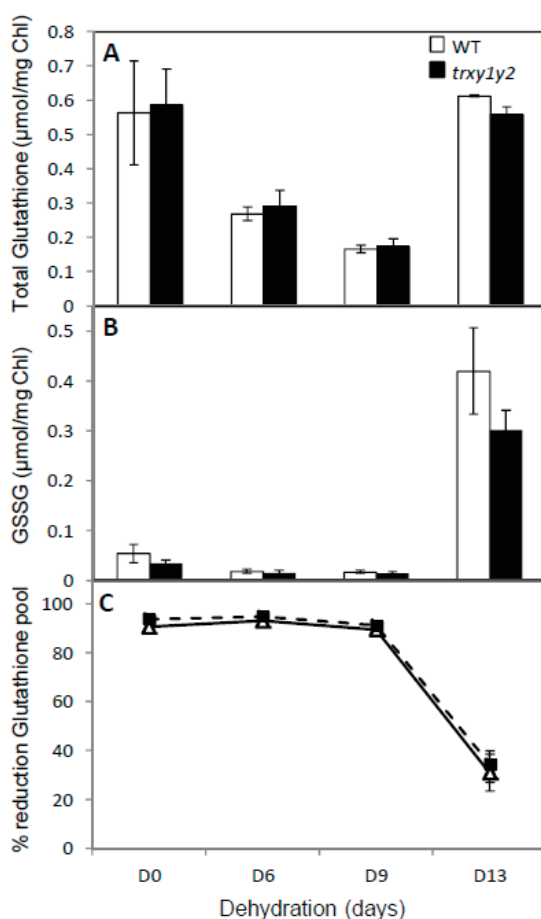 A
WT
trxy1y2
Total Glutathione (µmol/mg Chl)
0.8
0.7
0.6
0.5
0.4
0.3
0.2
0.1
0
B
GSSG (µmol/mg Chl)
0.5
0.4
0.3
0.2
0.1
0
C
% reduction Glutathione pool
100
80
60
40
20
0
D0 D6 D9 D13
Dehydration (days)